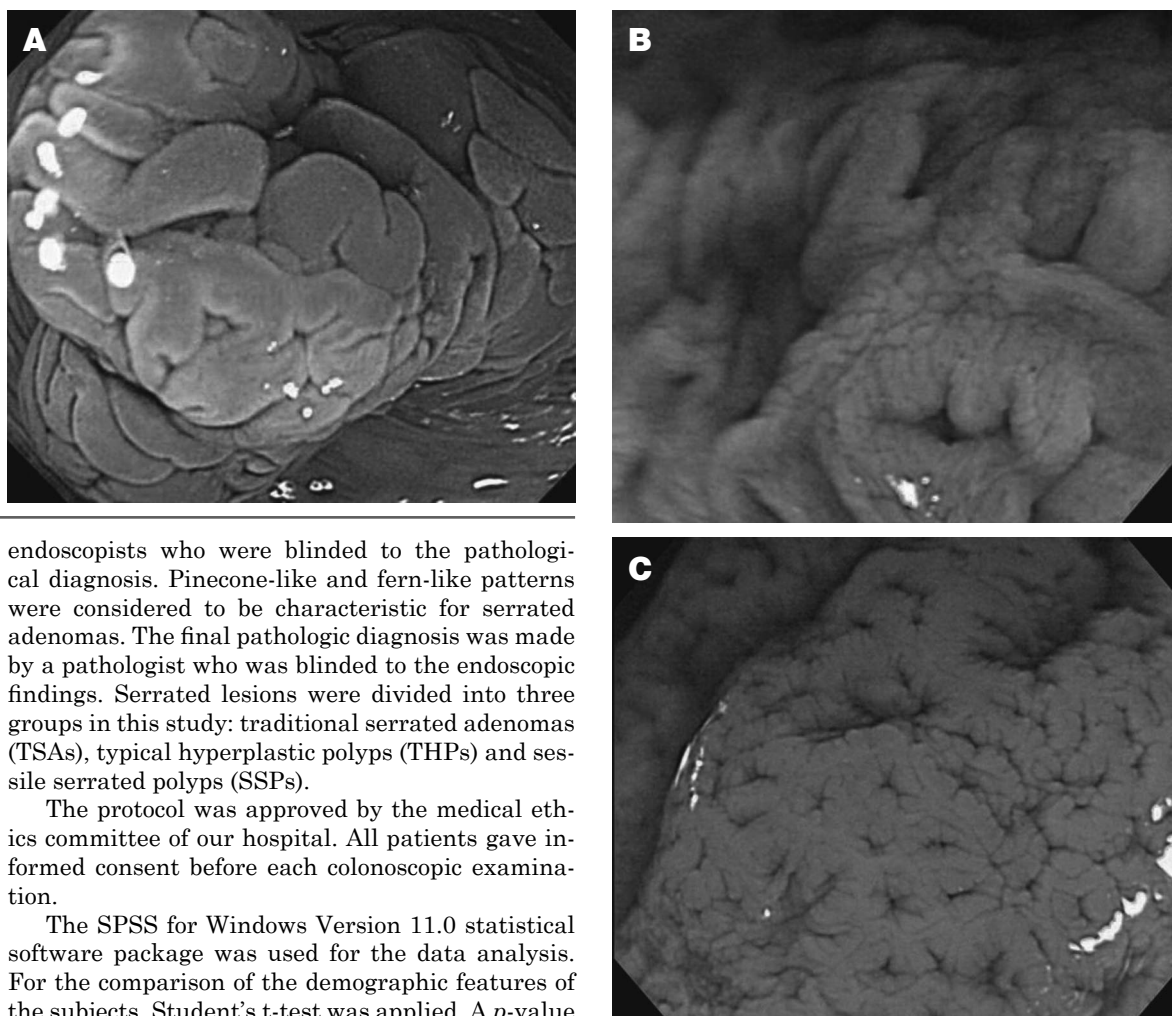 A
B
endoscopists who were blinded to the pathologi-
cal diagnosis. Pinecone-like and fern-like patterns
were considered to be characteristic for serrated
adenomas. The final pathologic diagnosis was made
by a pathologist who was blinded to the endoscopic
findings. Serrated lesions were divided into three
groups in this study: traditional serrated adenomas
(TSAs), typical hyperplastic polyps (THPs) and ses-
sile serrated polyps (SSPs).
The protocol was approved by the medical eth-
ics committee of our hospital. All patients gave in-
formed consent before each colonoscopic examina-
tion.
The SPSS for Windows Version 11.0 statistical
software package was used for the data analysis.
For the comparison of the demographic features of
the subjects, Student's t-test was applied. A p-value
C